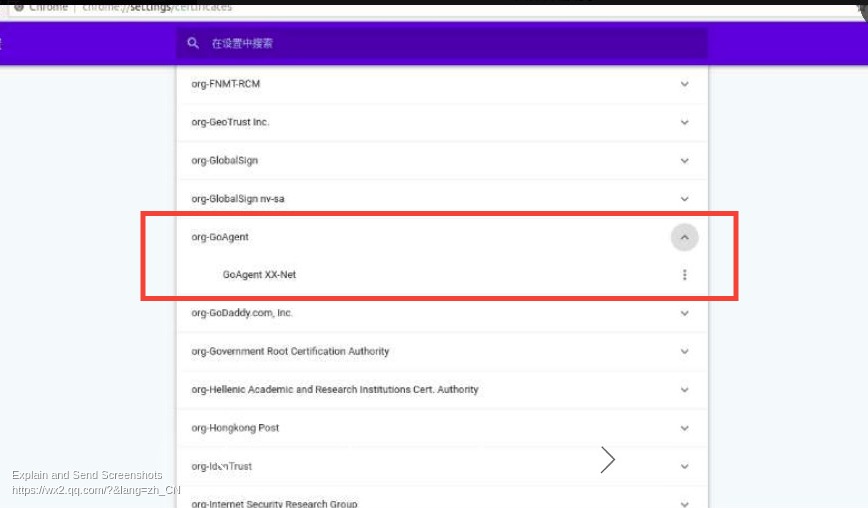 Chrome | chrome://settings/certificates
在设置中搜索
org-FNMT-RCM
org-GeoTrust Inc.
org-GlobalSign
org-GlobalSign nv-sa
org-GoAgent
GoAgent XX-Net
org-GoDaddy.com, Inc.
org-Government Root Certification Authority
org-Hellenic Academic and Research Institutions Cert. Authority
org-Hongkong Post
org-IdenTrust
org-Internet Security Research Group
Explain and Send Screenshots
https://wx2.qq.com/?&lang=zh_CN